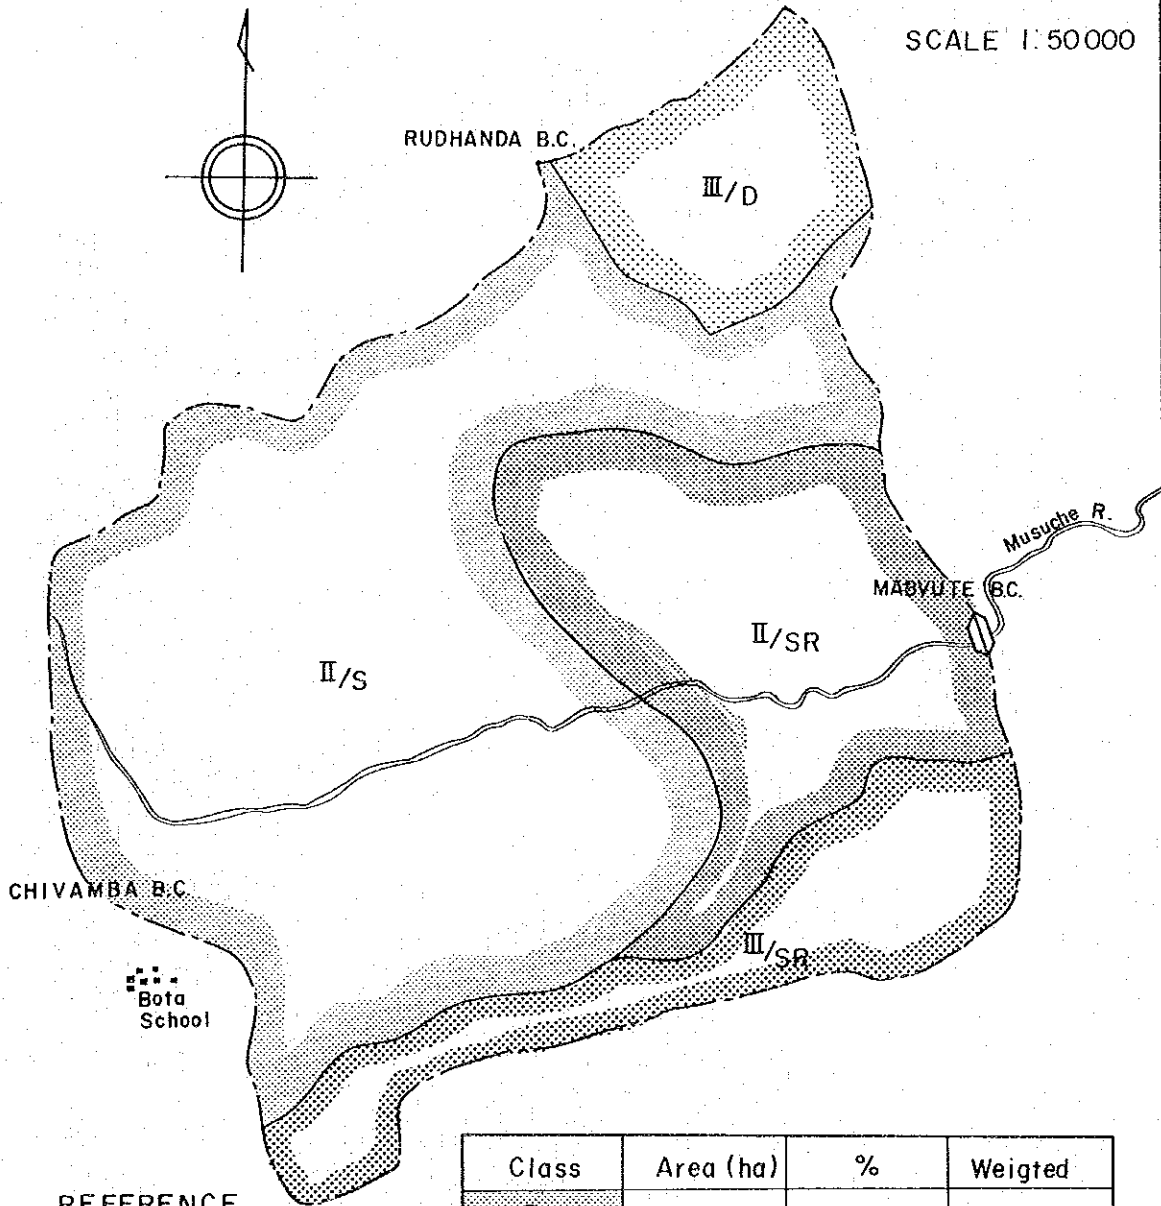 SCALE 1:50000
RUDHANDA B.C.
III/D
Musuche R.
MABVUTE B.C.
II/SR
II/S
CHIVAMBA B.C.
III/SR
Bota
School
Class Area (ha) % Weigted
REFERENCE